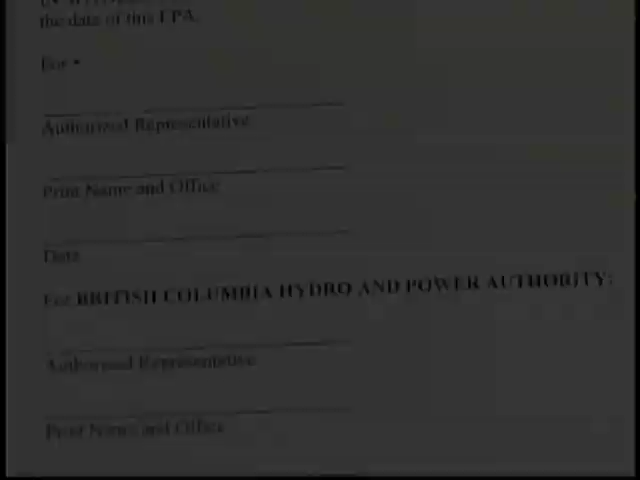 the date of this EPA.
For •
Authorized Representative
Print Name and Office
Date
For BRITISH COLUMBIA HYDRO AND POWER AUTHORITY:
Authorized Representative
Print Name and Office